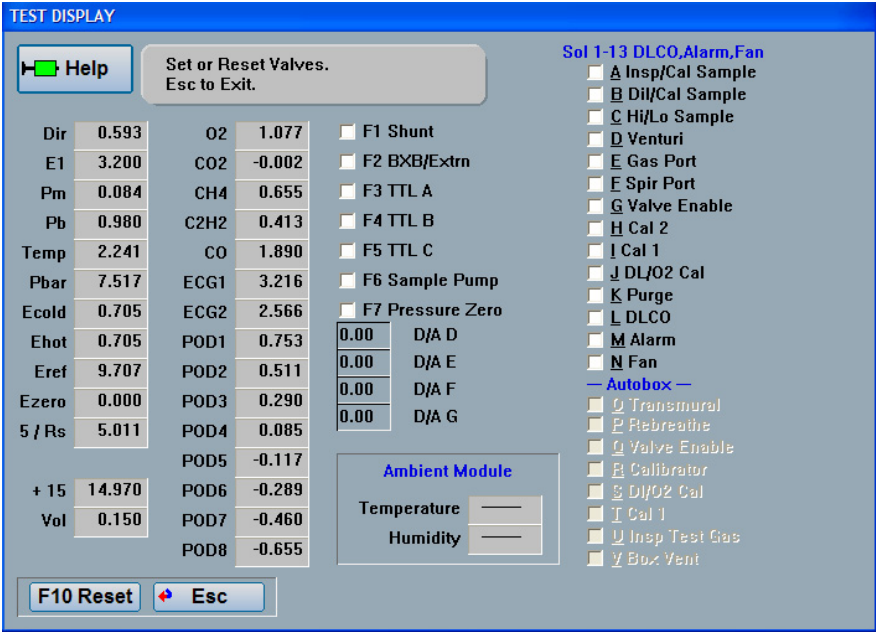 TEST DISPLAY
Help
Set or Reset Valves.
Esc to Exit.
Dir 0.593
E1 3.200
Pm 0.084
Pb 0.980
Temp 2.241
Pbar 7.517
Ecold 0.705
Ehot 0.705
Eref 9.707
Ezero 0.000
5 / Rs 5.011
+ 15 14.970
Vol 0.150
O2 1.077
CO2 -0.002
CH4 0.655
C2H2 0.413
CO 1.890
ECG1 3.216
ECG2 2.566
POD1 0.753
POD2 0.511
POD3 0.290
POD4 0.085
POD5 -0.117
POD6 -0.289
POD7 -0.460
POD8 -0.655
F1 Shunt
F2 BXB/Extrn
F3 TTL A
F4 TTL B
F5 TTL C
F6 Sample Pump
F7 Pressure Zero
0.00 D/A D
0.00 D/A E
0.00 D/A F
0.00 D/A G
Ambient Module
Temperature
Humidity
Sol 1-13 DLCO,Alarm,Fan
A Insp/Cal Sample
B Dil/Cal Sample
C Hi/Lo Sample
D Venturi
E Gas Port
F Spir Port
G Valve Enable
H Cal 2
I Cal 1
J DL/O2 Cal
K Purge
L DLCO
M Alarm
N Fan
— Autobox —
O Transmural
P Rebreathe
Q Valve Enable
R Calibrator
S Dl/O2 Cal
T Cal 1
U Insp Test Gas
V Box Vent
F10 Reset
Esc